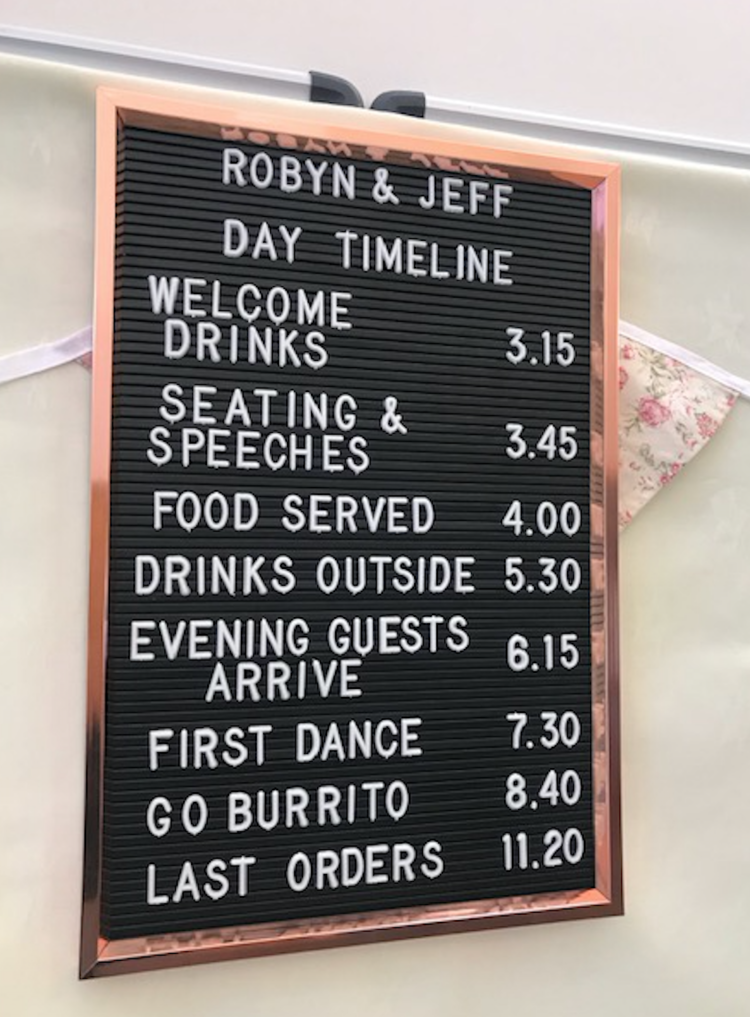 ROBYN & JEFF
DAY TIMELINE
WELCOME
DRINKS 3.15
SEATING &
SPEECHES 3.45
FOOD SERVED 4.00
DRINKS OUTSIDE 5.30
EVENING GUESTS
ARRIVE 6.15
FIRST DANCE 7.30
GO BURRITO 8.40
LAST ORDERS 11.20